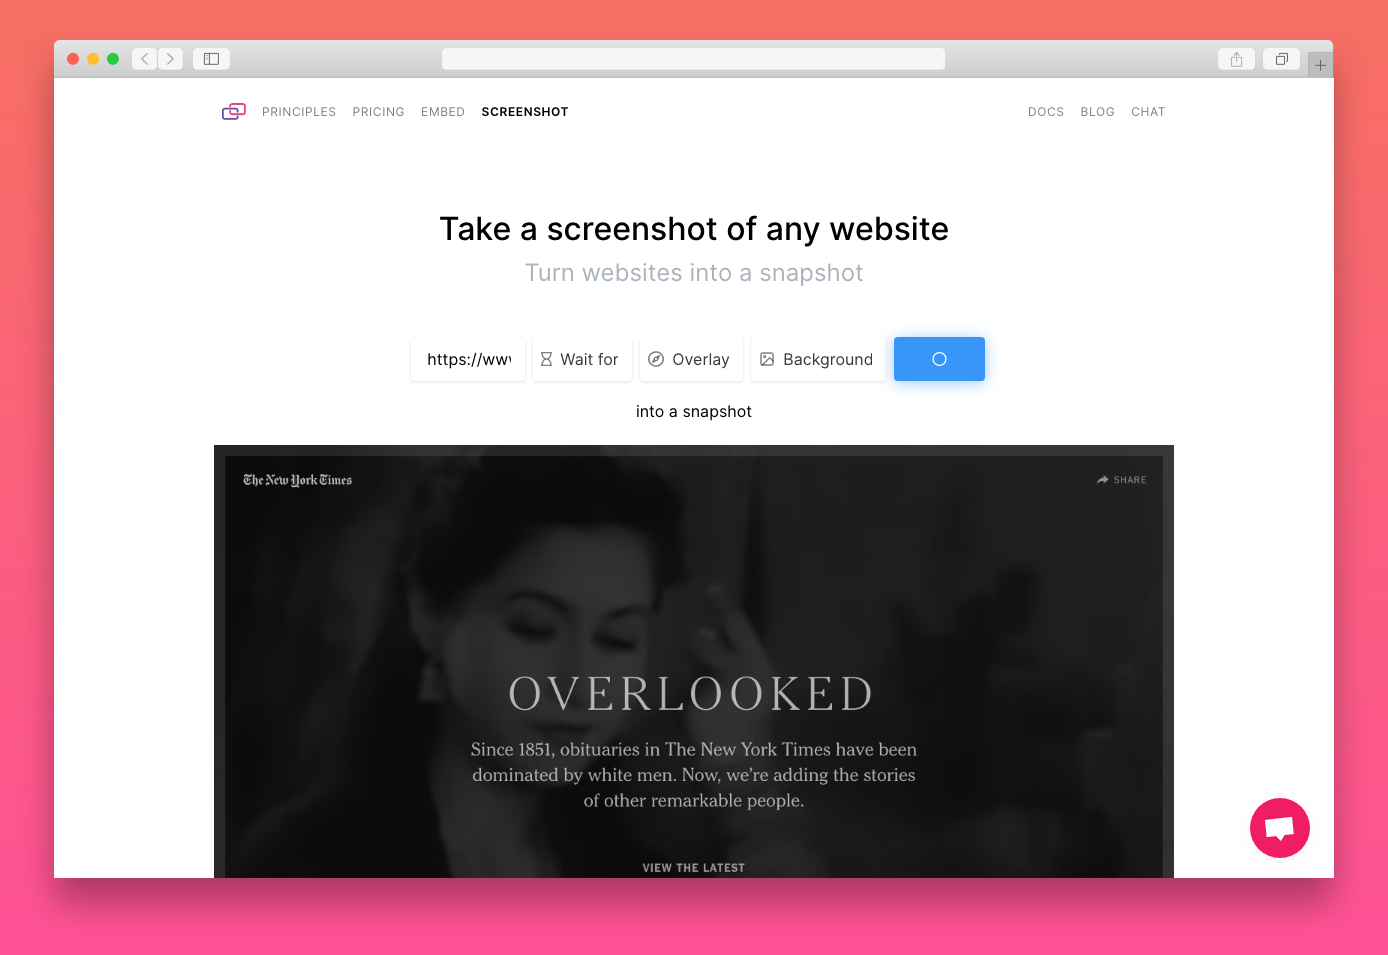 PRINCIPLES PRICING EMBED SCREENSHOT DOCS BLOG CHAT
Take a screenshot of any website
Turn websites into a snapshot
https://www Wait for Overlay Background
into a snapshot
The New York Times SHARE
OVERLOOKED
Since 1851, obituaries in The New York Times have been
dominated by white men. Now, we’re adding the stories
of other remarkable people.
VIEW THE LATEST